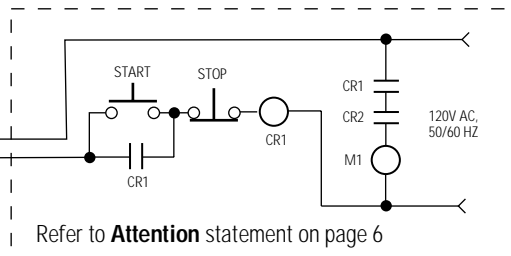 START
STOP
CR1
CR1
CR1
CR2
M1
120V AC,
50/60 HZ
Refer to Attention statement on page 6